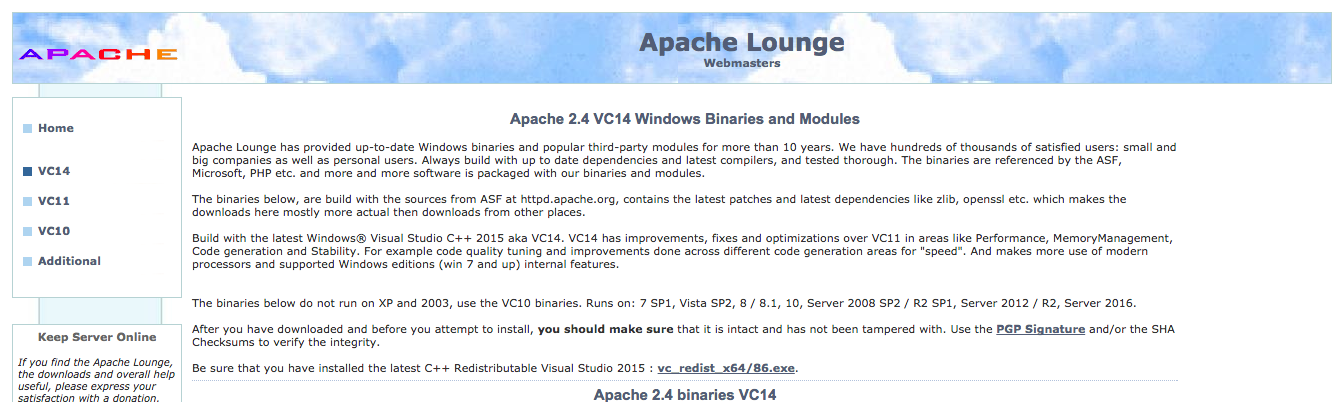 APACHE
Apache Lounge
Webmasters
Home
VC14
VC11
VC10
Additional
Keep Server Online
If you find the Apache Lounge,
the downloads and overall help
useful, please express your
satisfaction with a donation.
Apache 2.4 VC14 Windows Binaries and Modules
Apache Lounge has provided up-to-date Windows binaries and popular third-party modules for more than 10 years. We have hundreds of thousands of satisfied users: small and
big companies as well as personal users. Always build with up to date dependencies and latest compilers, and tested thorough. The binaries are referenced by the ASF,
Microsoft, PHP etc. and more and more software is packaged with our binaries and modules.
The binaries below, are build with the sources from ASF at httpd.apache.org, contains the latest patches and latest dependencies like zlib, openssl etc. which makes the
downloads here mostly more actual then downloads from other places.
Build with the latest Windows® Visual Studio C++ 2015 aka VC14. VC14 has improvements, fixes and optimizations over VC11 in areas like Performance, MemoryManagement,
Code generation and Stability. For example code quality tuning and improvements done across different code generation areas for "speed". And makes more use of modern
processors and supported Windows editions (win 7 and up) internal features.
The binaries below do not run on XP and 2003, use the VC10 binaries. Runs on: 7 SP1, Vista SP2, 8 / 8.1, 10, Server 2008 SP2 / R2 SP1, Server 2012 / R2, Server 2016.
After you have downloaded and before you attempt to install, you should make sure that it is intact and has not been tampered with. Use the PGP Signature and/or the SHA
Checksums to verify the integrity.
Be sure that you have installed the latest C++ Redistributable Visual Studio 2015 : vc_redist_x64/86.exe.
Apache 2.4 binaries VC14